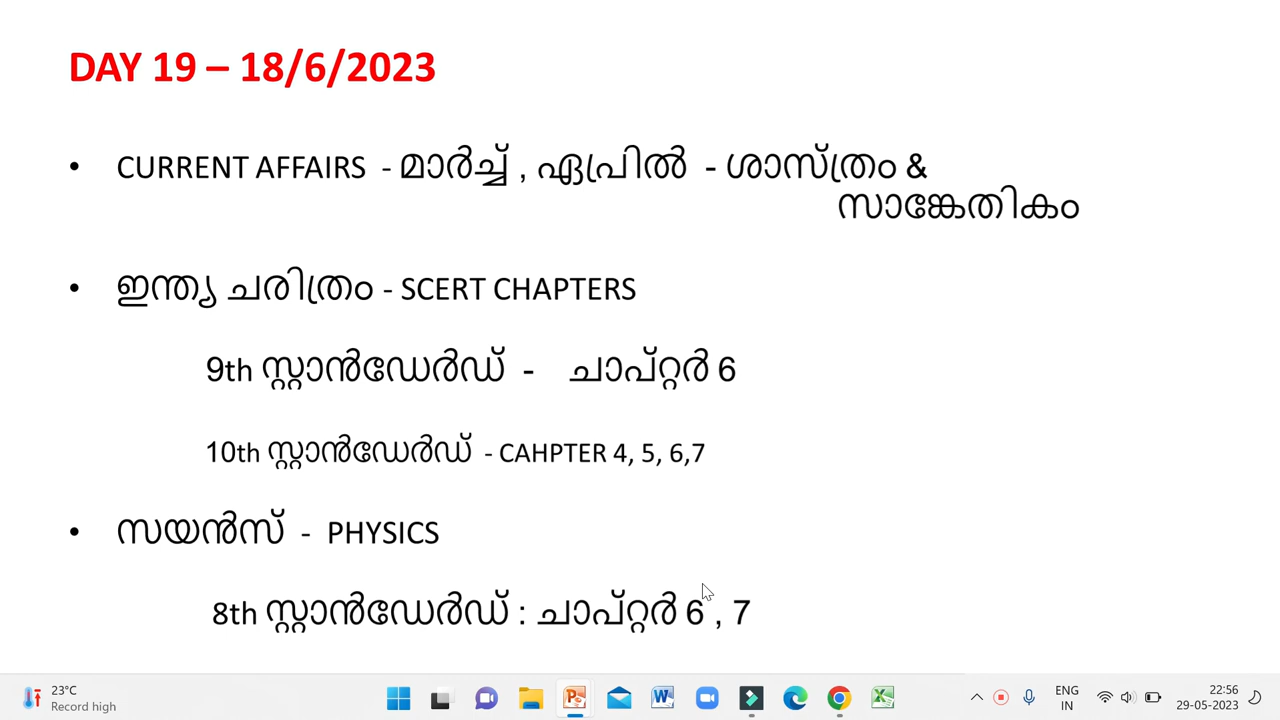 DAY 19 – 18/6/2023
• CURRENT AFFAIRS - മാർച്ച് , ഏപ്രിൽ - ശാസ്ത്രം &
സാങ്കേതികം
• ഇന്ത്യ ചരിത്രം - SCERT CHAPTERS
9th സ്റ്റാൻഡേർഡ് - ചാപ്റ്റർ 6
10th സ്റ്റാൻഡേർഡ് - CAHPTER 4, 5, 6,7
• സയൻസ് - PHYSICS
8th സ്റ്റാൻഡേർഡ് : ചാപ്റ്റർ 6 , 7
23°C
Record high
ENG
IN
22:56
29-05-2023